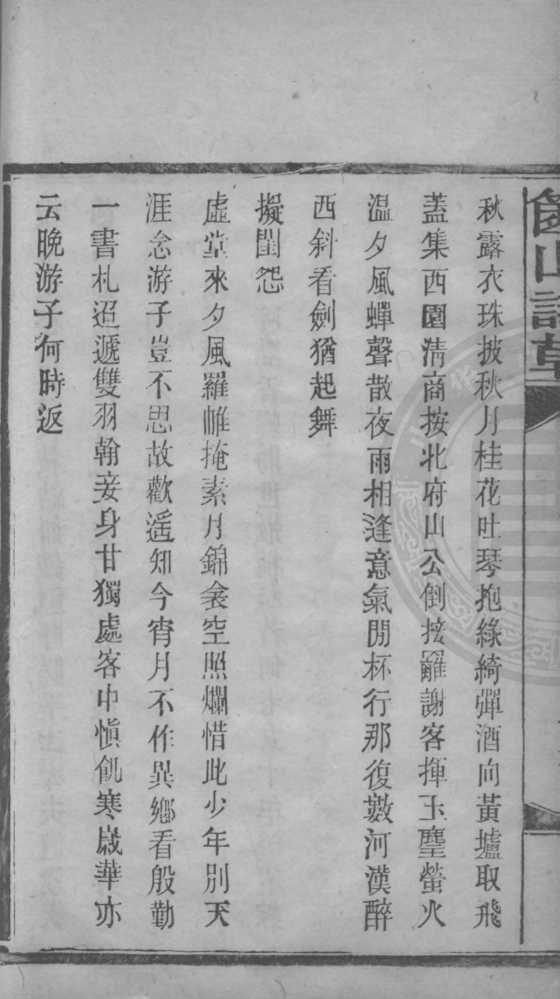 秋露衣珠披秋月桂花吐琴抱綠綺彈酒向黃壚取飛
蓋集西園清商按北府山公倒接䍦謝客揮玉麈螢火
溫夕風蟬聲散夜雨相逢意氣閒杯行那復數河漢醉
西斜看劍猶起舞
擬閨怨
虛堂來夕風羅帷掩素月錦衾空照爛惜此少年別天
涯念游子豈不思故歡遙知今宵月不作異鄉看殷勤
一書札迢遞雙羽翰妾身甘獨處客中愼飢寒歲華亦
云晚游子何時返
山詩草